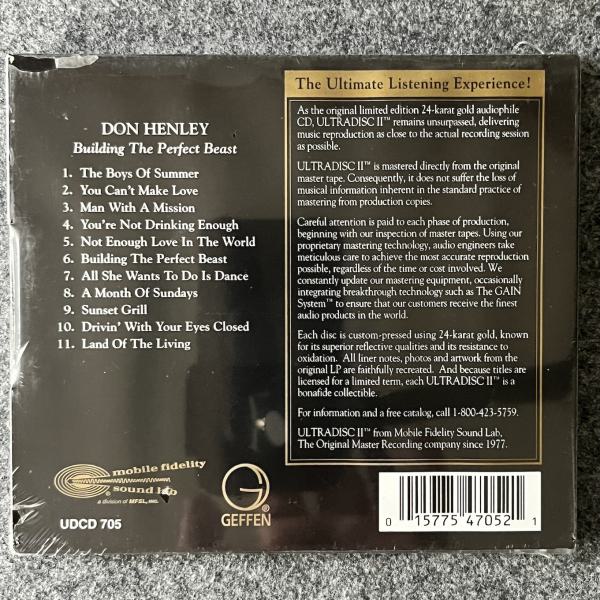 DON HENLEY
Building The Perfect Beast
1. The Boys Of Summer
2. You Can't Make Love
3. Man With A Mission
4. You're Not Drinking Enough
5. Not Enough Love In The World
6. Building The Perfect Beast
7. All She Wants To Do Is Dance
8. A Month Of Sundays
9. Sunset Grill
10. Drivin' With Your Eyes Closed
11. Land Of The Living
The Ultimate Listening Experience!
As the original limited edition 24-karat gold audiophile
CD, ULTRADISC II™ remains unsurpassed, delivering
music reproduction as close to the actual recording session
as possible.
ULTRADISC II™ is mastered directly from the original
master tape. Consequently, it does not suffer the loss of
musical information inherent in the standard practice of
mastering from production copies.
Careful attention is paid to each phase of production,
beginning with our inspection of master tapes. Using our
proprietary mastering technology, audio engineers take
meticulous care to achieve the most accurate reproduction
possible, regardless of the time or cost involved. We
constantly update our mastering equipment, occasionally
integrating breakthrough technology such as The GAIN
System™ to ensure that our customers receive the finest
audio products in the world.
Each disc is custom-pressed using 24-karat gold, known
for its superior reflective qualities and its resistance to
oxidation. All liner notes, photos and artwork from the
original LP are faithfully recreated. And because titles are
licensed for a limited term, each ULTRADISC II™ is a
bonafide collectible.
For information and a free catalog, call 1-800-423-5759.
ULTRADISC II™ from Mobile Fidelity Sound Lab,
The Original Master Recording company since 1977.
mobile fidelity
sound lab
a division of MFSL, INC.
UDCD 705
G
GEFFEN®
0 15775 47052 1